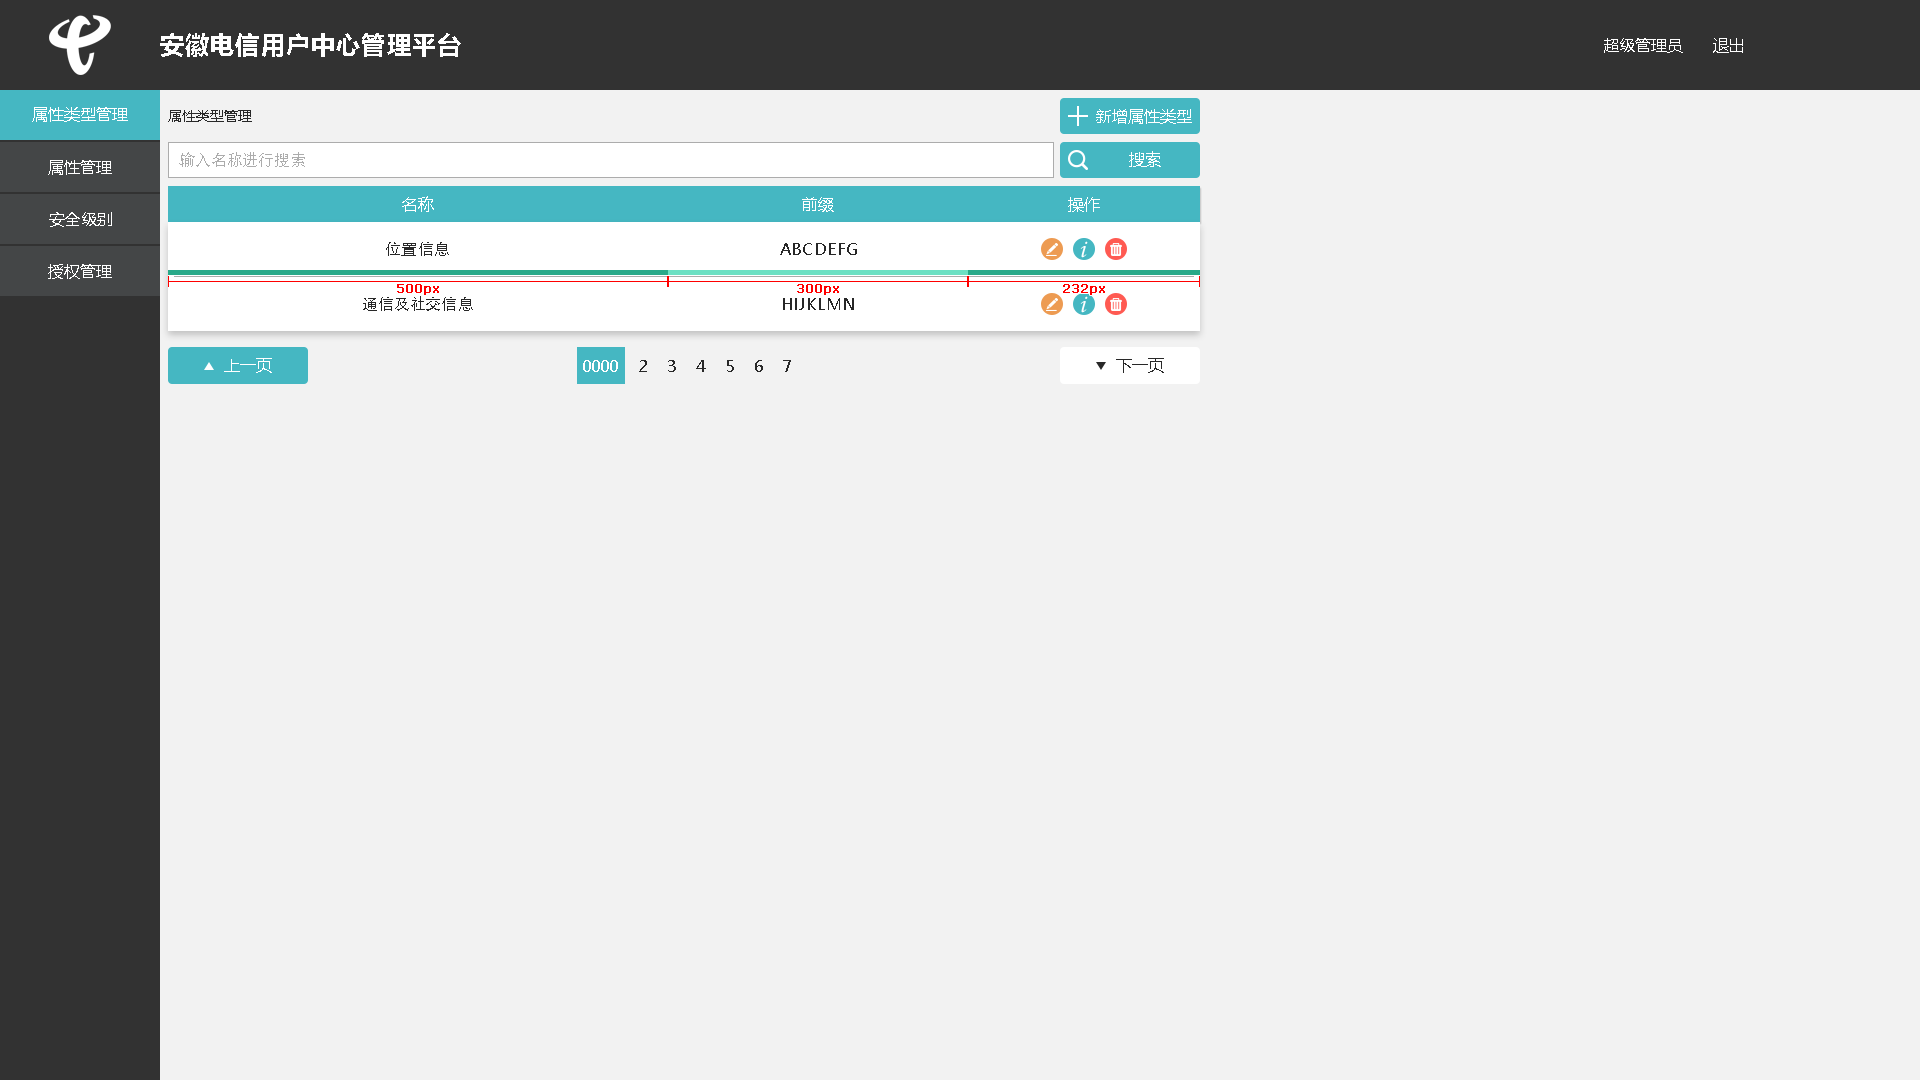 安徽电信用户中心管理平台
超级管理员 退出
属性类型管理
属性管理
安全级别
授权管理
属性类型管理
新增属性类型
输入名称进行搜索
搜索
名称 前缀 操作
位置信息 ABCDEFG
500px 300px 232px
通信及社交信息 HIJKLMN
上一页 0000 2 3 4 5 6 7 下一页